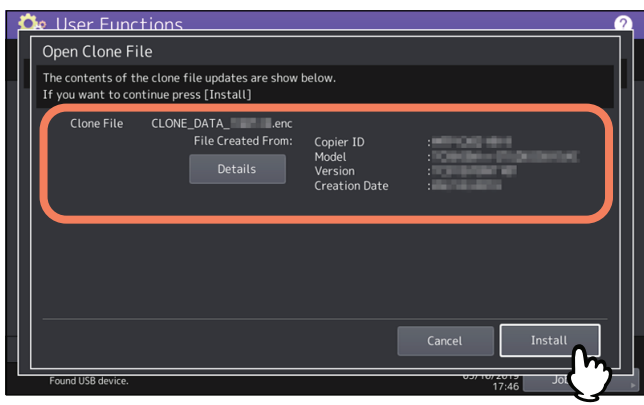 User Functions
?
Open Clone File
The contents of the clone file updates are show below.
If you want to continue press [Install]
Clone File CLONE_DATA_ .enc
File Created From:
Details
Copier ID :
Model :
Version :
Creation Date :
Cancel
Install
Found USB device.
17:46